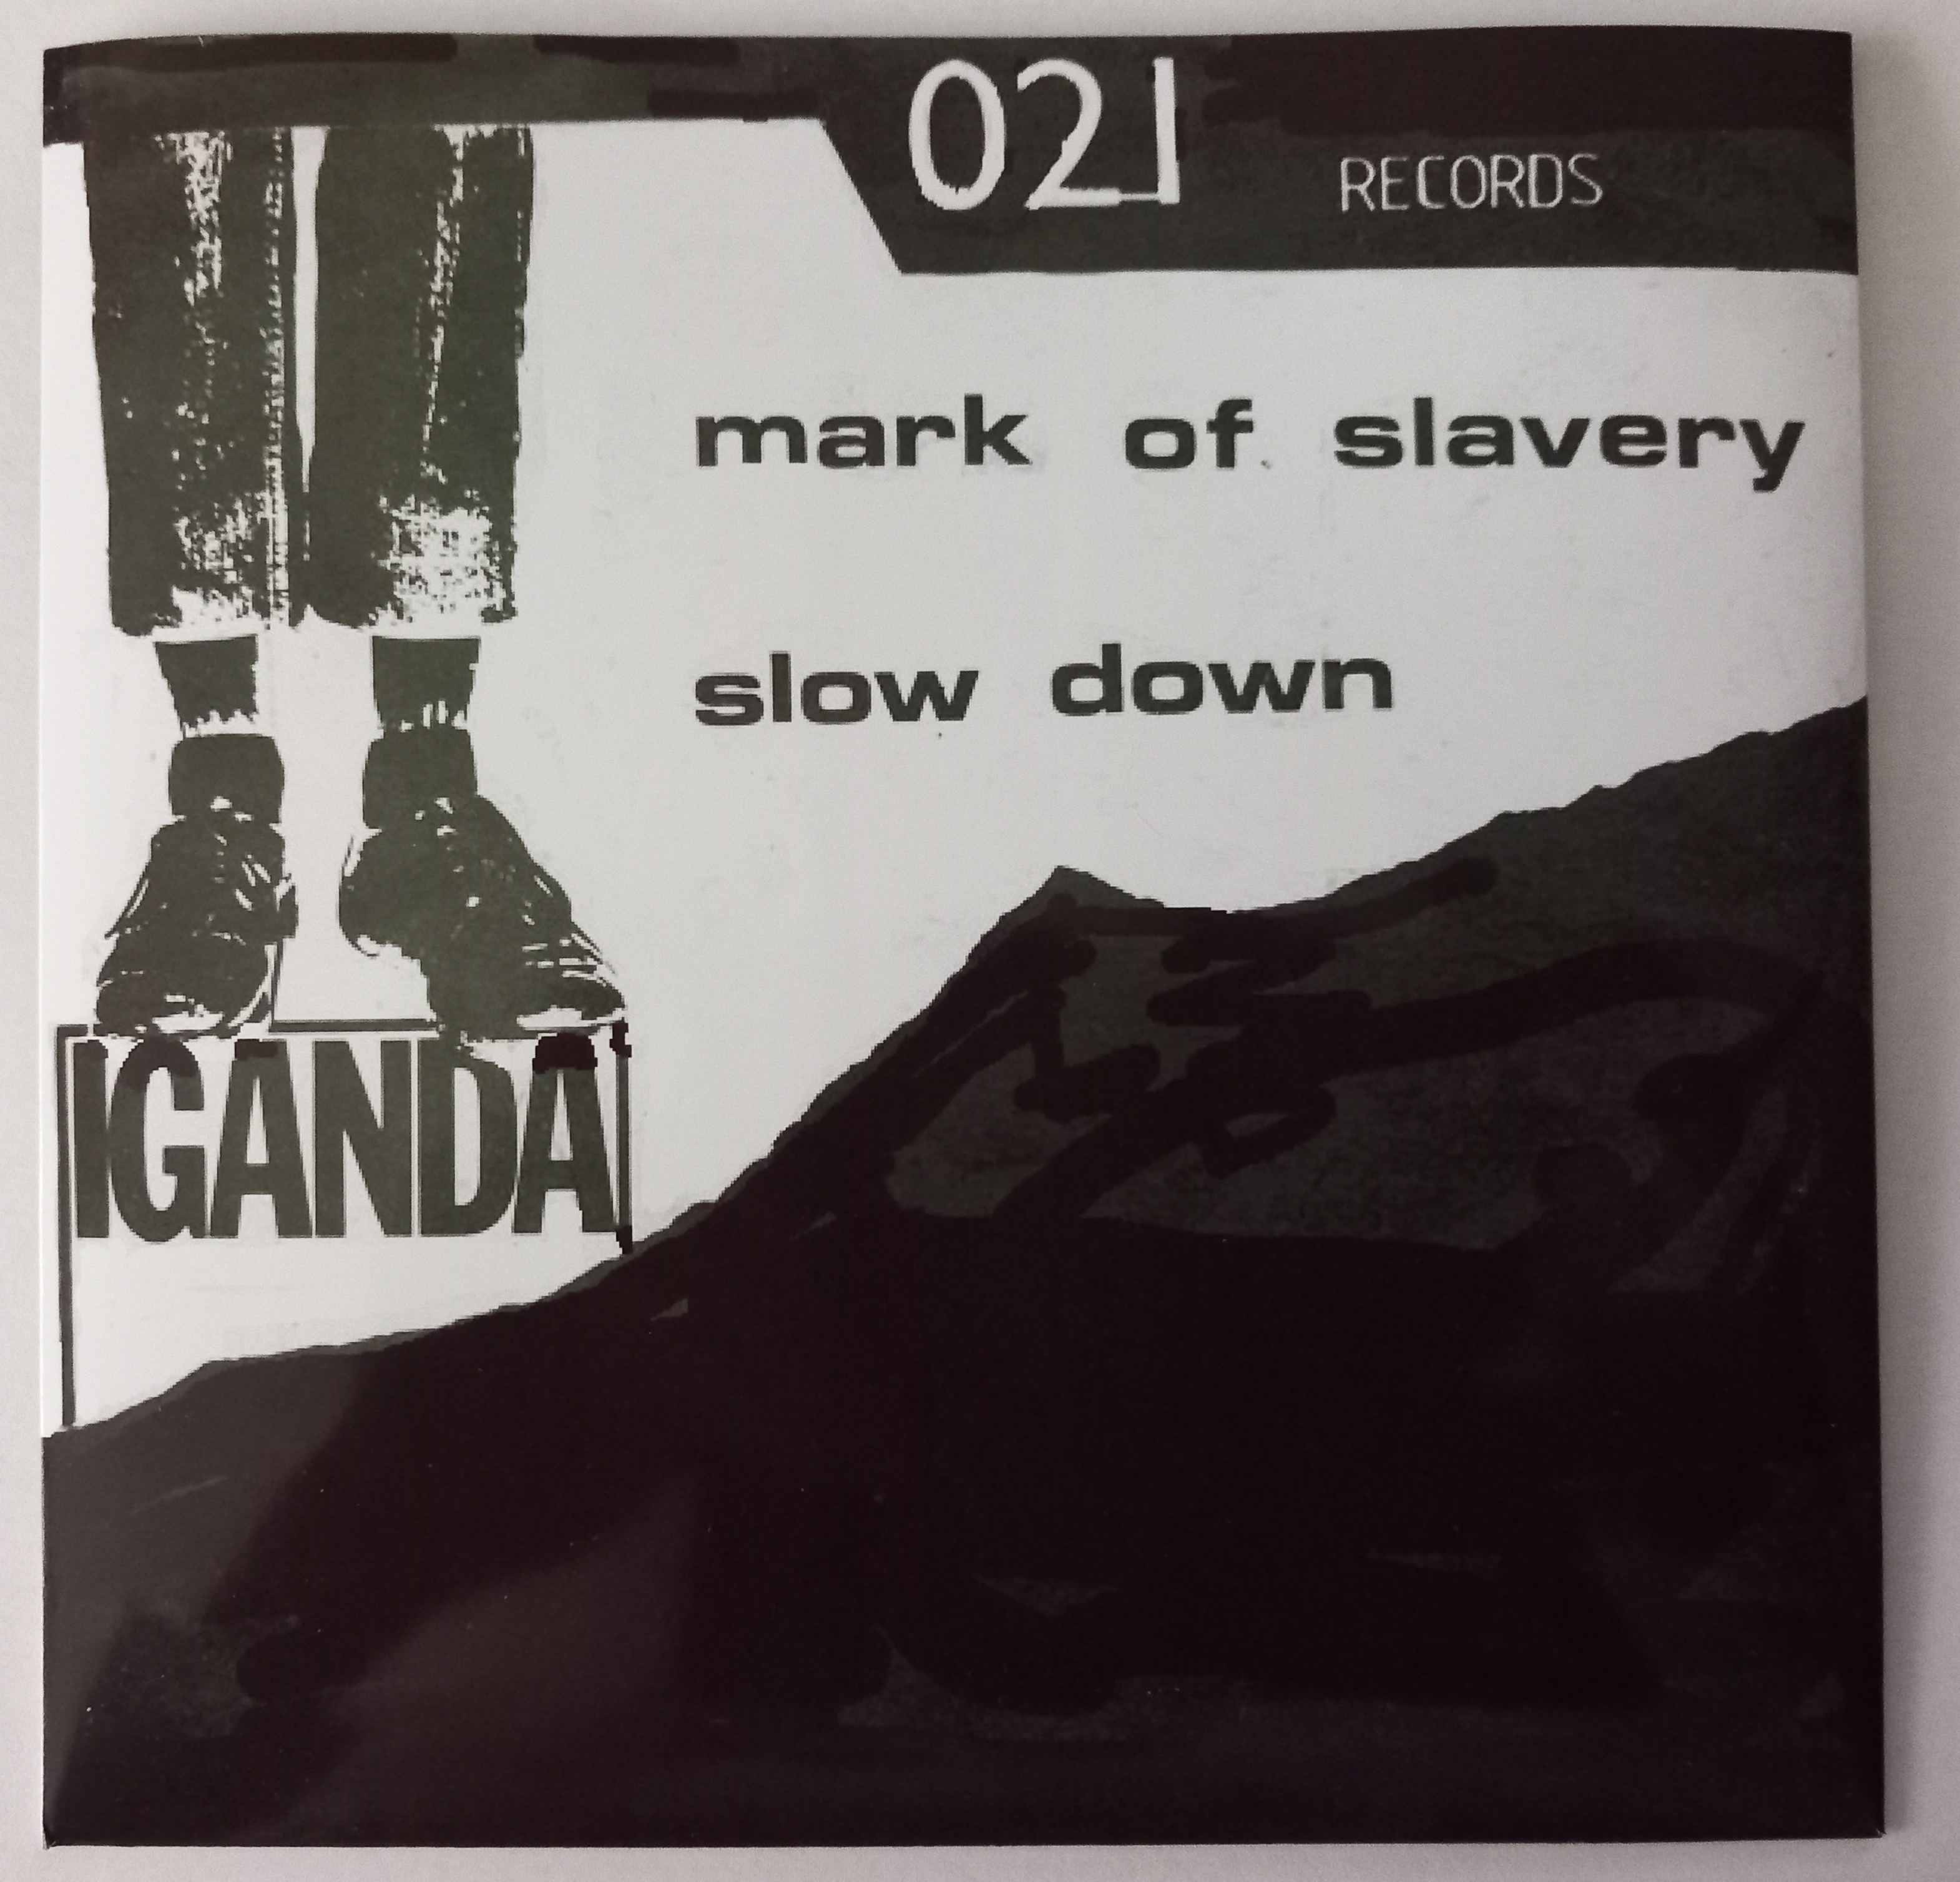 021 RECORDS
mark of slavery
slow down
IGANDA